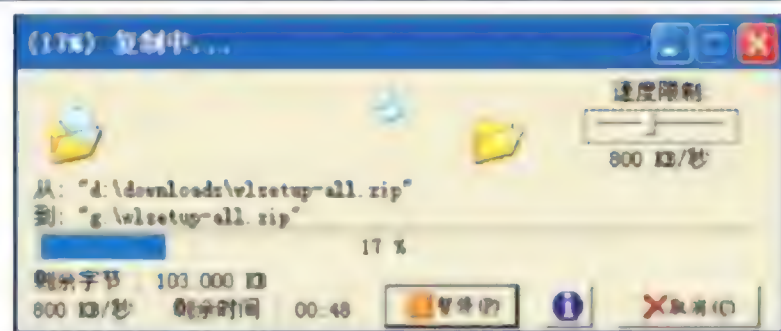 (17%) 复制中...
速度限制
800 KB/秒
从: "d:\downloads\wlsetup-all.zip"
到: "g:\wlsetup-all.zip"
17 %
剩余字节 : 103 000 KB
800 KB/秒 剩余时间 : 00:48 暂停(P) 取消(C)